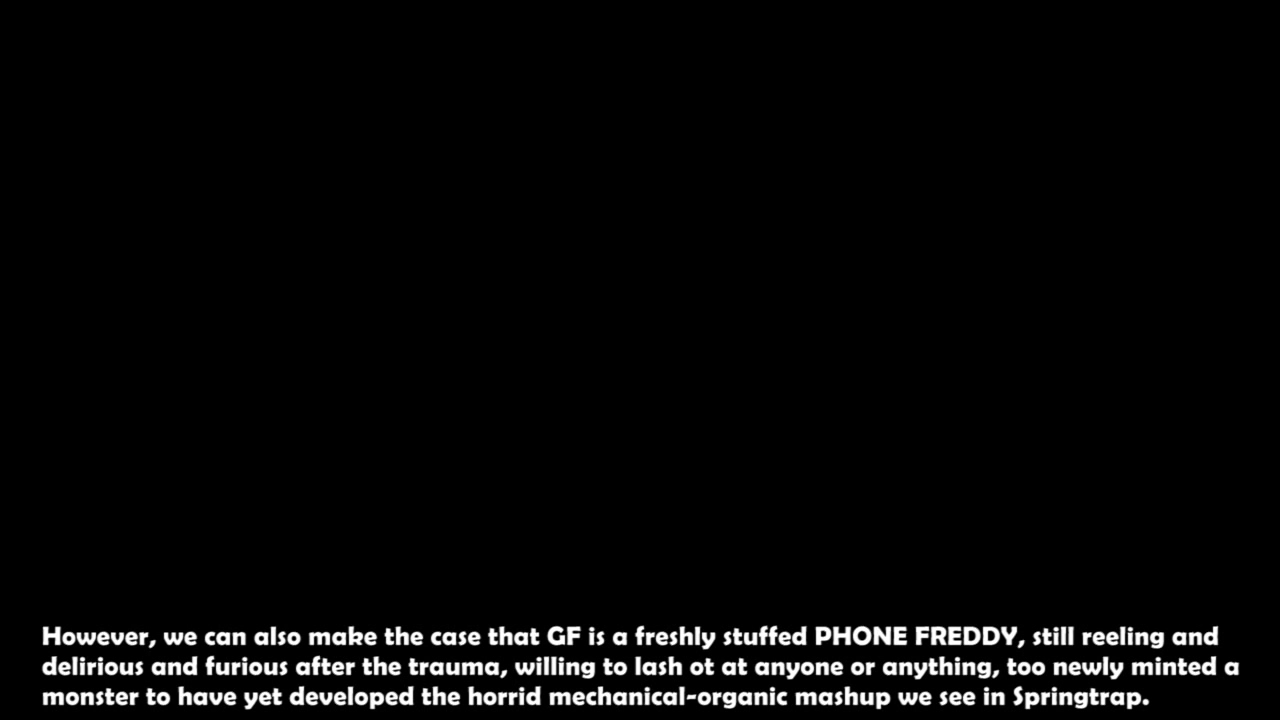 However, we can also make the case that GF is a freshly stuffed PHONE FREDDY, still reeling and
delirious and furious after the trauma, willing to lash ot at anyone or anything, too newly minted a
monster to have yet developed the horrid mechanical-organic mashup we see in Springtrap.